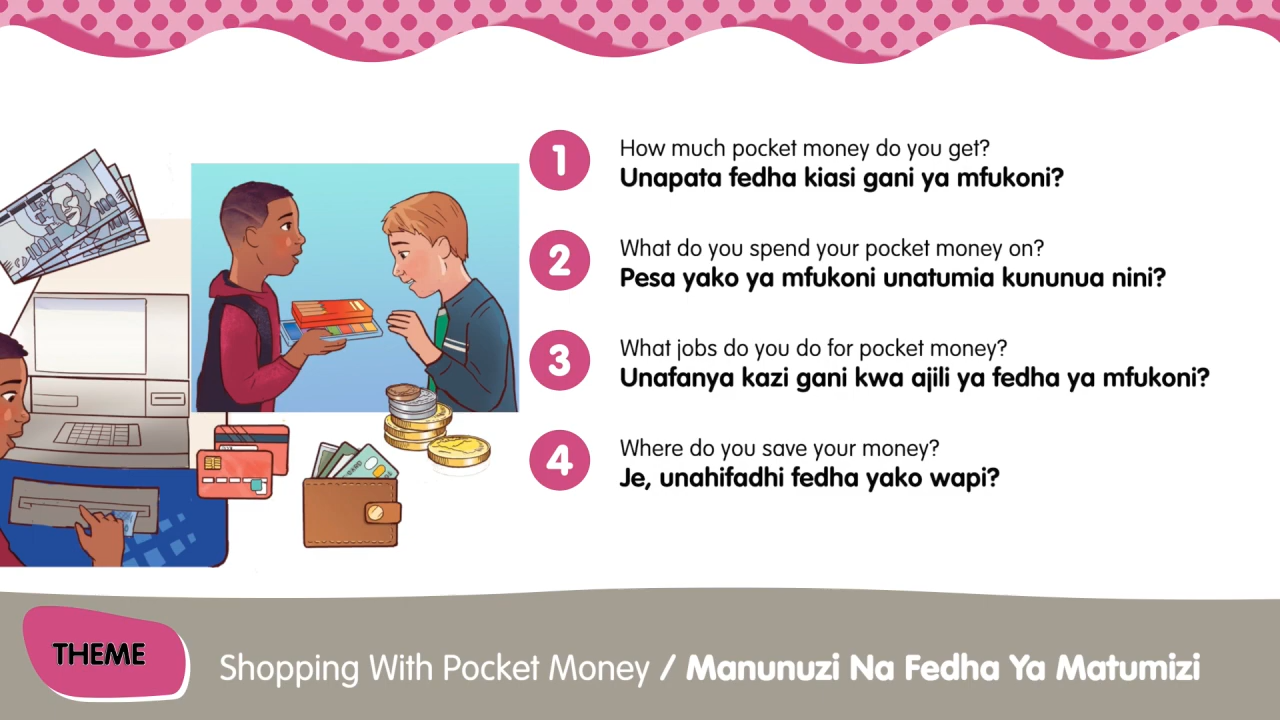 1
How much pocket money do you get?
Unapata fedha kiasi gani ya mfukoni?
2
What do you spend your pocket money on?
Pesa yako ya mfukoni unatumia kununua nini?
3
What jobs do you do for pocket money?
Unafanya kazi gani kwa ajili ya fedha ya mfukoni?
4
Where do you save your money?
Je, unahifadhi fedha yako wapi?
THEME
Shopping With Pocket Money / Manunuzi Na Fedha Ya Matumizi